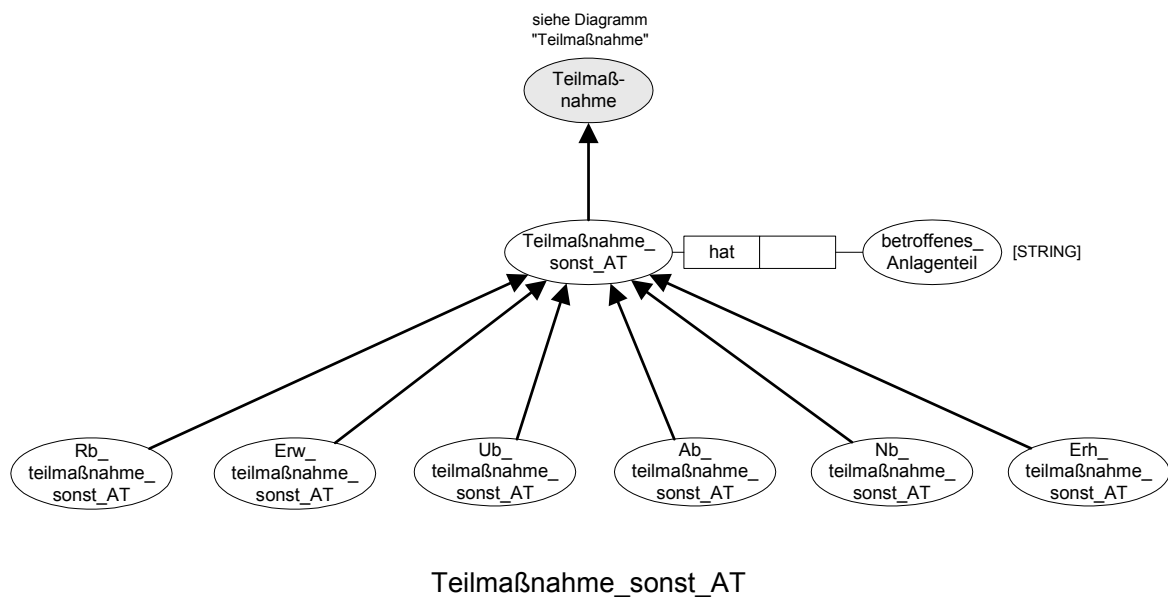 siehe Diagramm
"Teilmaßnahme"
Teilmaß-
nahme
Teilmaßnahme_
sonst_AT
hat
betroffenes_
Anlagenteil
[STRING]
Rb_
teilmaßnahme_
sonst_AT
Erw_
teilmaßnahme_
sonst_AT
Ub_
teilmaßnahme_
sonst_AT
Ab_
teilmaßnahme_
sonst_AT
Nb_
teilmaßnahme_
sonst_AT
Erh_
teilmaßnahme_
sonst_AT
Teilmaßnahme_sonst_AT